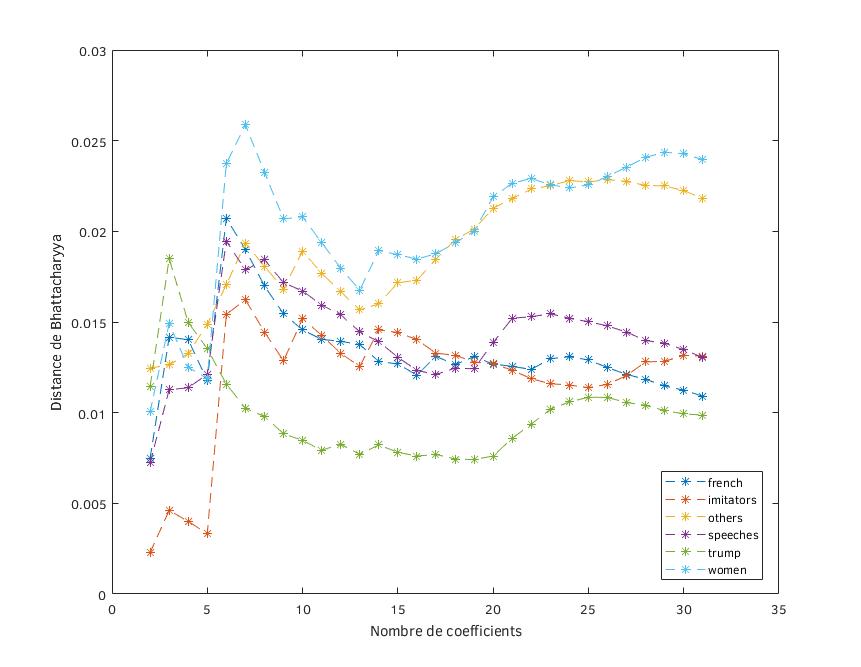 0.03
0.025
0.02
0.015
0.01
0.005
0
Distance de Bhattacharyya
0 5 10 15 20 25 30 35
Nombre de coefficients
french
imitators
others
speeches
trump
women